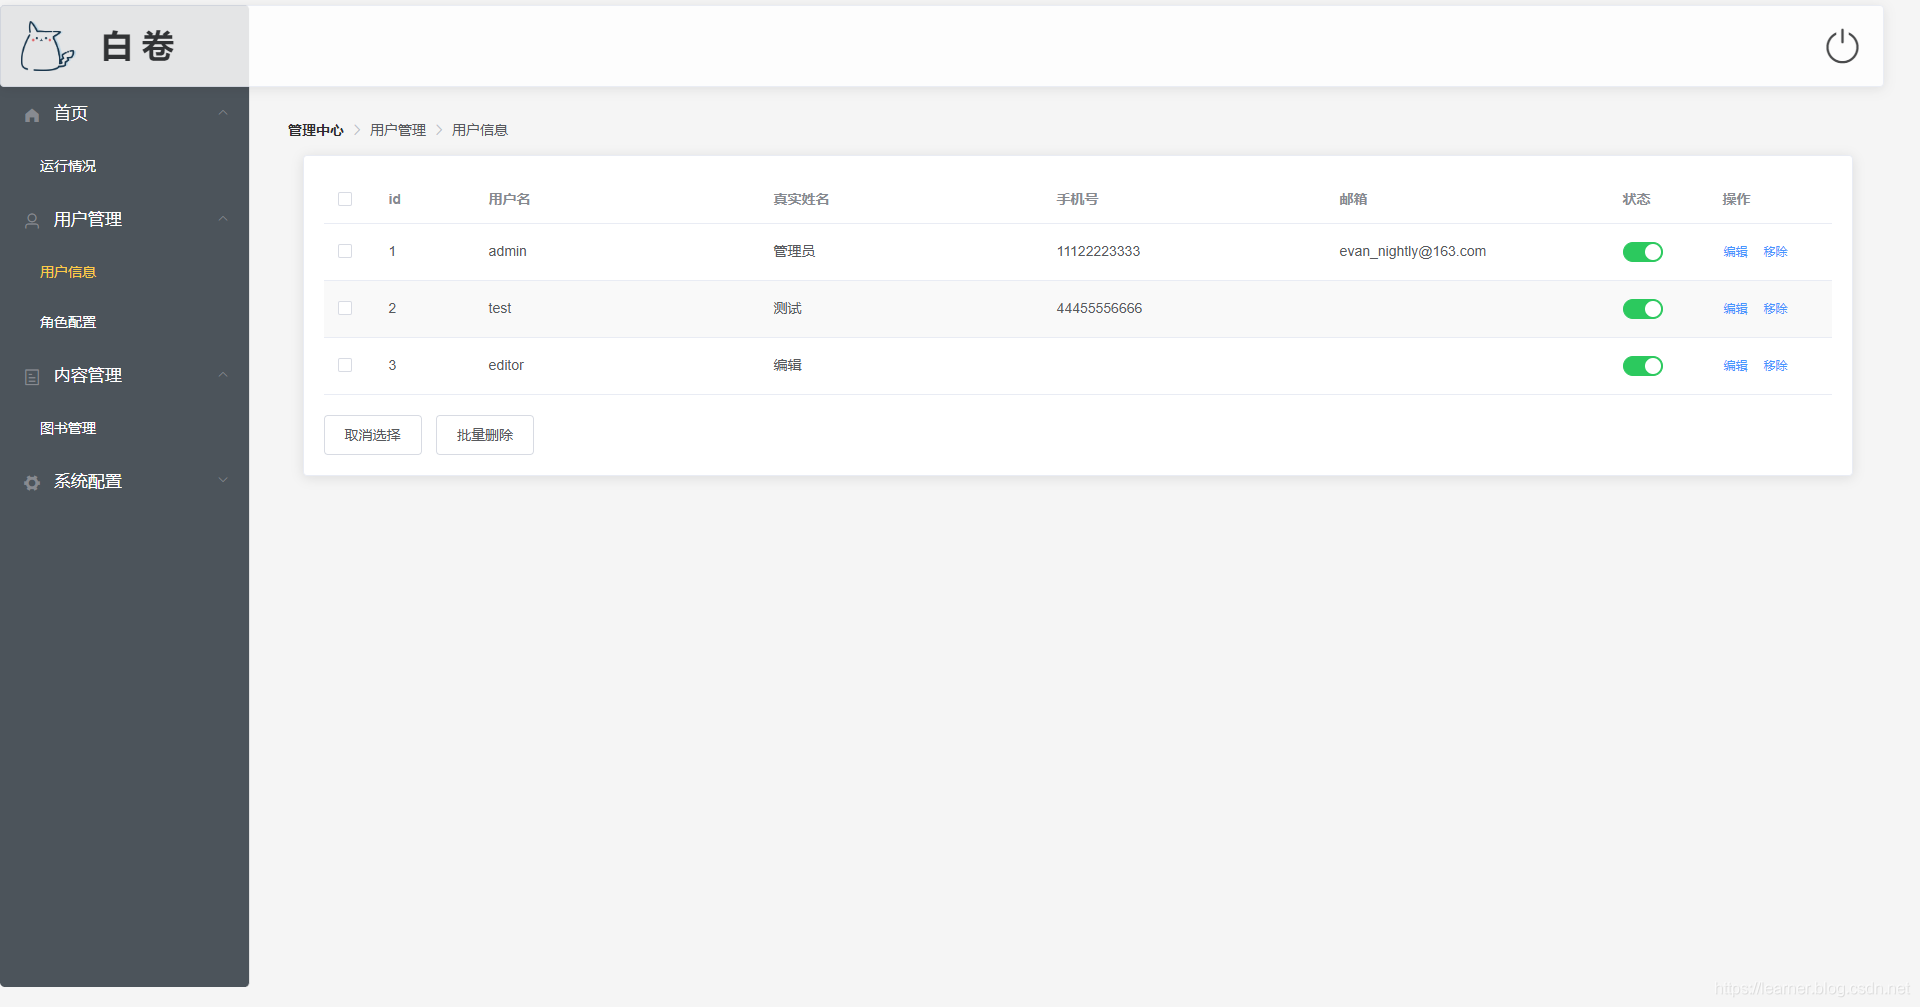 白卷
首页
运行情况
用户管理
用户信息
角色配置
内容管理
图书管理
系统配置
管理中心 > 用户管理 > 用户信息
id 用户名 真实姓名 手机号 邮箱 状态 操作
1 admin 管理员 11122223333 evan_nightly@163.com 编辑 移除
2 test 测试 44455556666 编辑 移除
3 editor 编辑 编辑 移除
取消选择 批量删除
https://learner.blog.csdn.net